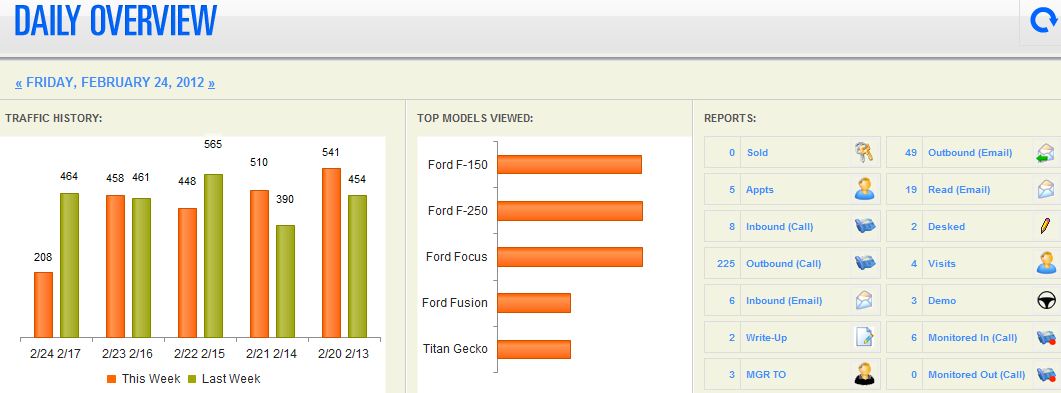 DAILY OVERVIEW
« FRIDAY, FEBRUARY 24, 2012 »
TRAFFIC HISTORY:
208
464
458
461
448
565
510
390
541
454
2/24 2/17
2/23 2/16
2/22 2/15
2/21 2/14
2/20 2/13
This Week
Last Week
TOP MODELS VIEWED:
Ford F-150
Ford F-250
Ford Focus
Ford Fusion
Titan Gecko
REPORTS:
0 Sold
49 Outbound (Email)
5 Appts
19 Read (Email)
8 Inbound (Call)
2 Desked
225 Outbound (Call)
4 Visits
6 Inbound (Email)
3 Demo
2 Write-Up
6 Monitored In (Call)
3 MGR TO
0 Monitored Out (Call)